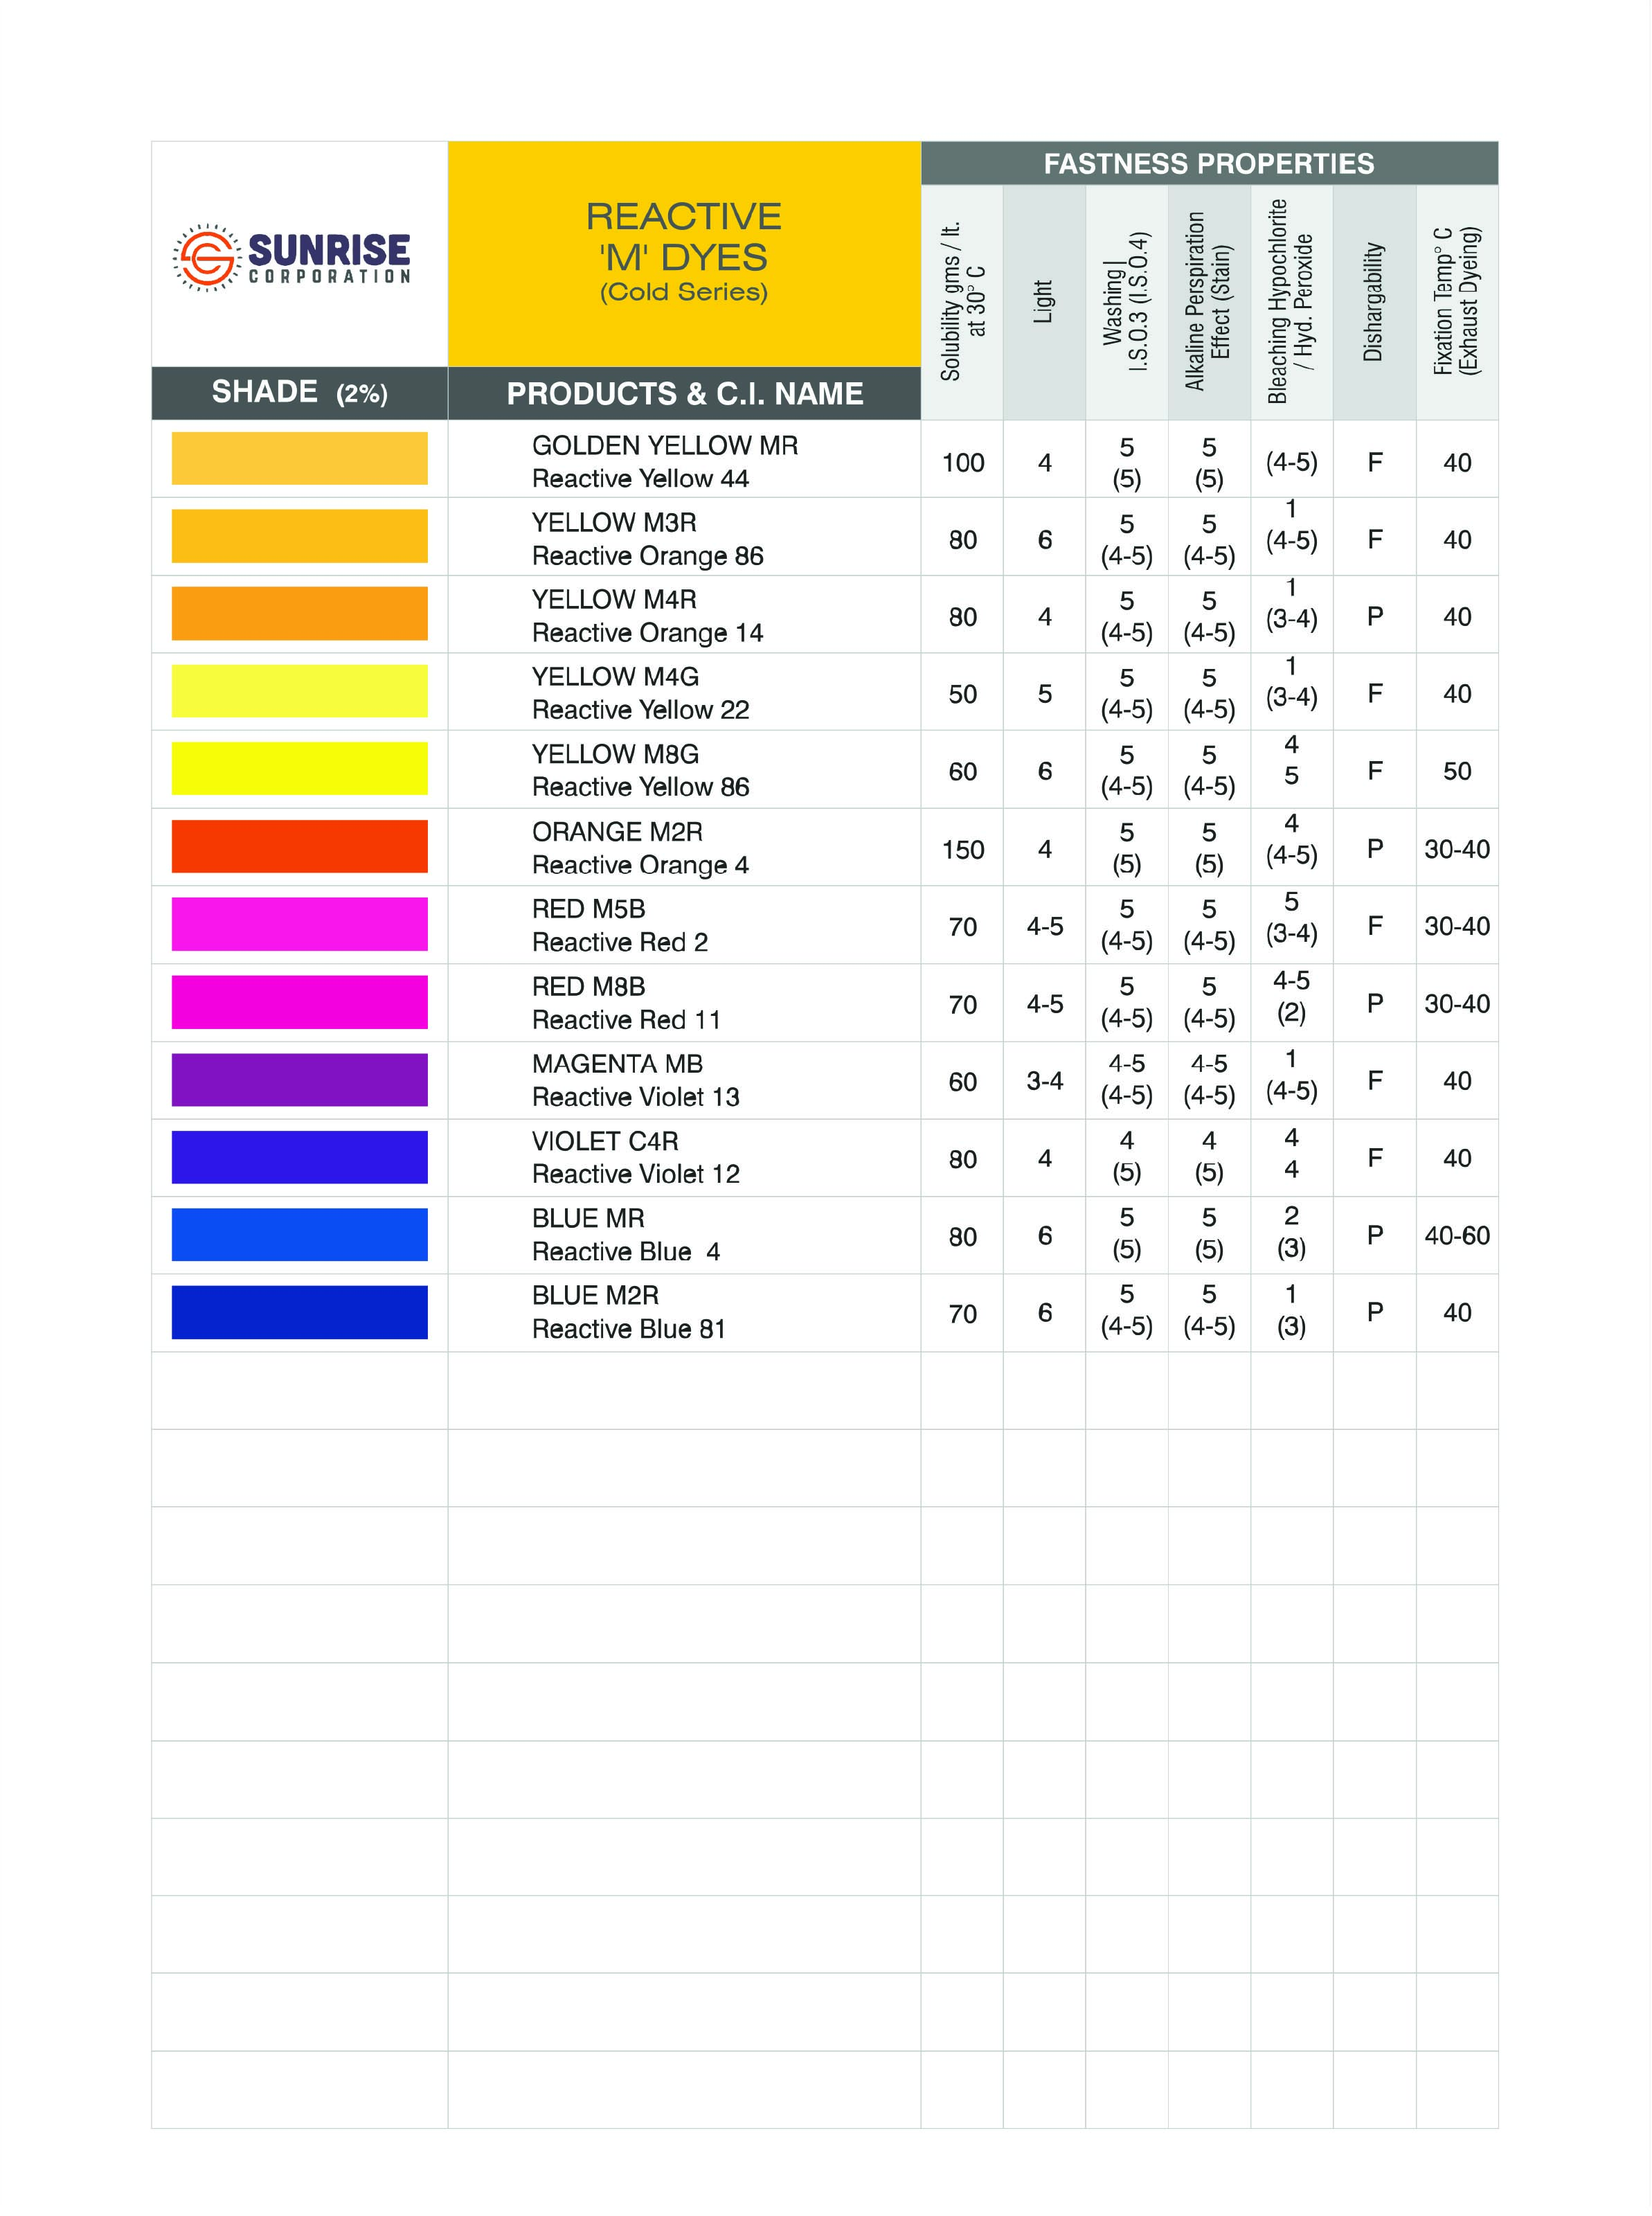 SUNRISE
CORPORATION
REACTIVE
'M' DYES
(Cold Series)
FASTNESS PROPERTIES
Solubility gms / lt.
at 30° C
Light
Washing|
I.S.O.3 (I.S.O.4)
Alkaline Perspiration
Effect (Stain)
Bleaching Hypochlorite
/ Hyd. Peroxide
Dishargability
Fixation Temp° C
(Exhaust Dyeing)
SHADE (2%)
PRODUCTS & C.I. NAME
GOLDEN YELLOW MR
Reactive Yellow 44
100
4
5
(5)
5
(5)
(4-5)
F
40
YELLOW M3R
Reactive Orange 86
80
6
5
(4-5)
5
(4-5)
1
(4-5)
F
40
YELLOW M4R
Reactive Orange 14
80
4
5
(4-5)
5
(4-5)
1
(3-4)
P
40
YELLOW M4G
Reactive Yellow 22
50
5
5
(4-5)
5
(4-5)
1
(3-4)
F
40
YELLOW M8G
Reactive Yellow 86
60
6
5
(4-5)
5
(4-5)
4
5
F
50
ORANGE M2R
Reactive Orange 4
150
4
5
(5)
5
(5)
4
(4-5)
P
30-40
RED M5B
Reactive Red 2
70
4-5
5
(4-5)
5
(4-5)
5
(3-4)
F
30-40
RED M8B
Reactive Red 11
70
4-5
5
(4-5)
5
(4-5)
4-5
(2)
P
30-40
MAGENTA MB
Reactive Violet 13
60
3-4
4-5
(4-5)
4-5
(4-5)
1
(4-5)
F
40
VIOLET C4R
Reactive Violet 12
80
4
4
(5)
4
(5)
4
4
F
40
BLUE MR
Reactive Blue 4
80
6
5
(5)
5
(5)
2
(3)
P
40-60
BLUE M2R
Reactive Blue 81
70
6
5
(4-5)
5
(4-5)
1
(3)
P
40